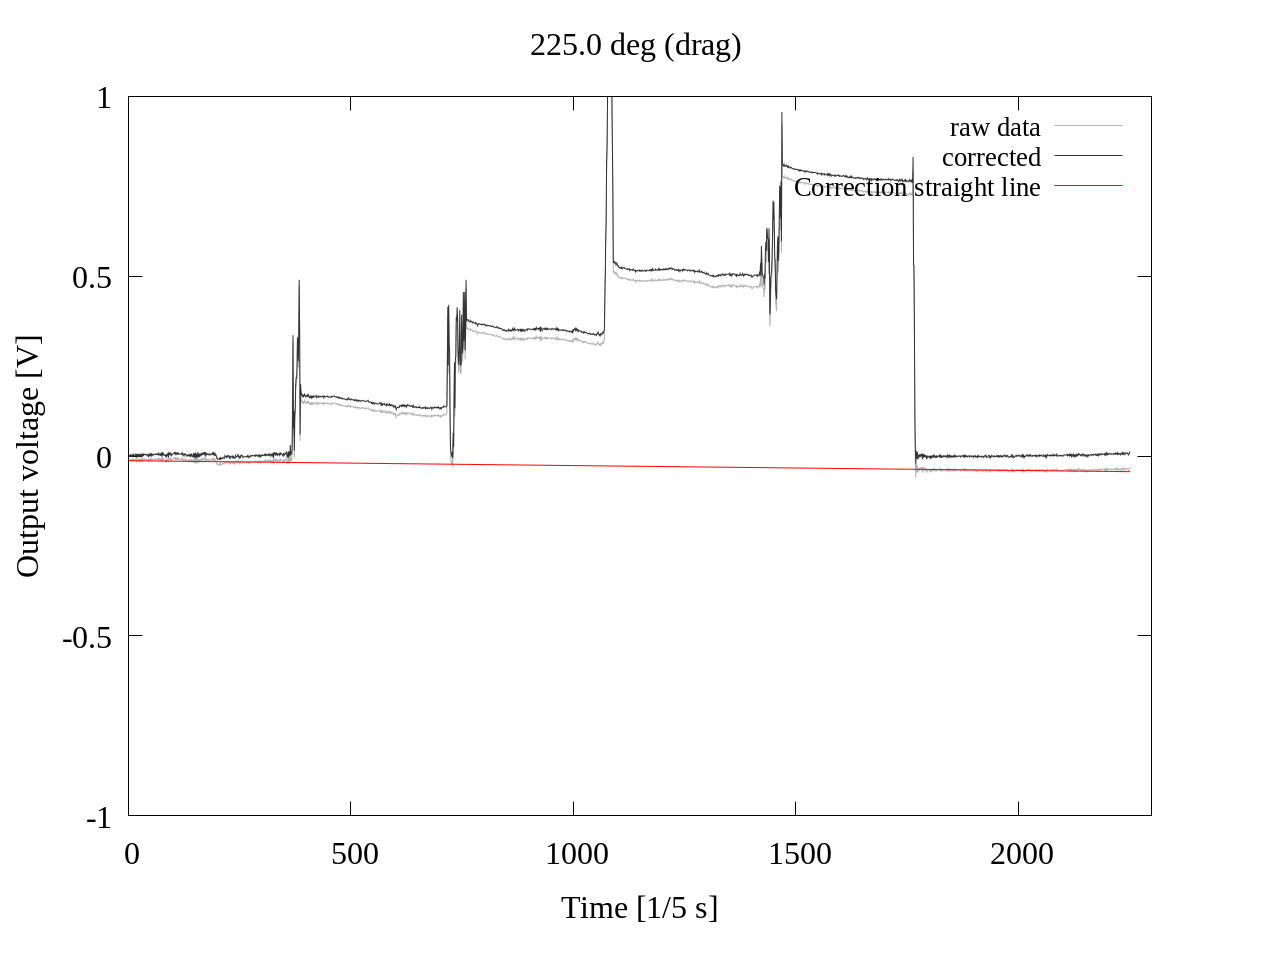 225.0 deg (drag)
1
0.5
0
-0.5
-1
Output voltage [V]
raw data
corrected
Correction straight line
0 500 1000 1500 2000
Time [1/5 s]